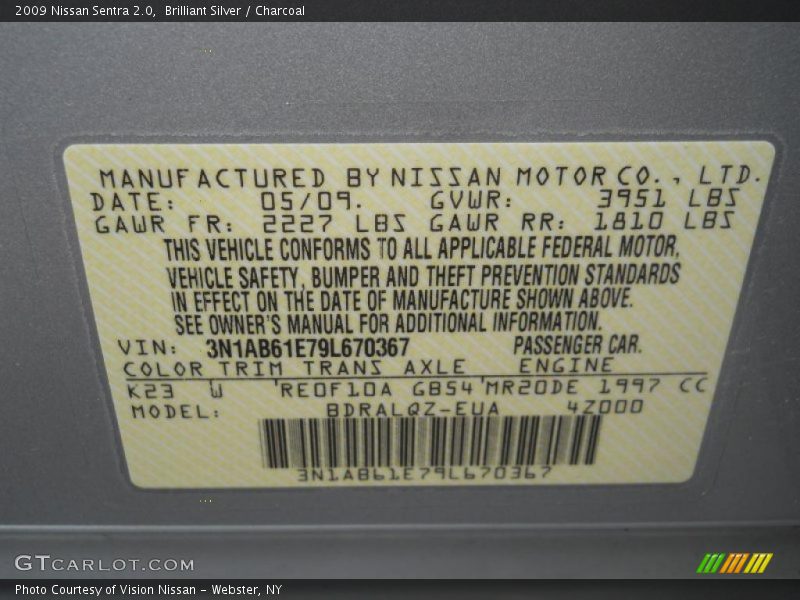 2009 Nissan Sentra 2.0, Brilliant Silver / Charcoal
MANUFACTURED BY NISSAN MOTOR CO., LTD.
DATE: 05/09. GVWR: 3951 LBS
GAWR FR: 2227 LBS GAWR RR: 1810 LBS
THIS VEHICLE CONFORMS TO ALL APPLICABLE FEDERAL MOTOR,
VEHICLE SAFETY, BUMPER AND THEFT PREVENTION STANDARDS
IN EFFECT ON THE DATE OF MANUFACTURE SHOWN ABOVE.
SEE OWNER'S MANUAL FOR ADDITIONAL INFORMATION.
VIN: 3N1AB61E79L670367 PASSENGER CAR.
COLOR TRIM TRANS AXLE ENGINE
K23 W 'RE0F10A GB54'MR20DE 1997 CC
MODEL: BDRALQZ-EUA 4Z000
3N1AB61E79L670367
GTCARLOT.COM
Photo Courtesy of Vision Nissan - Webster, NY